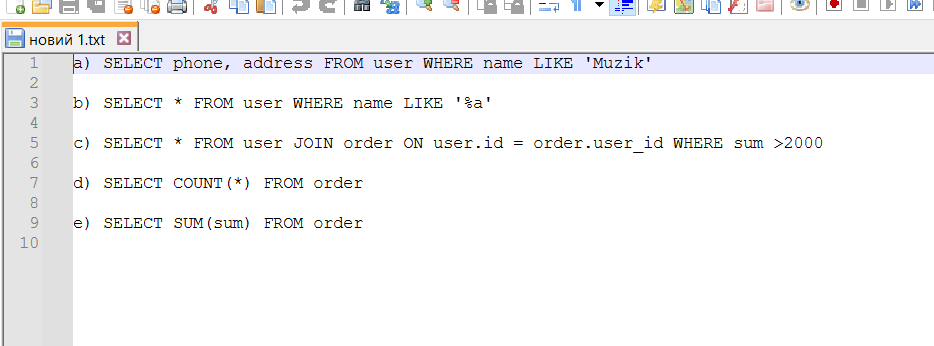 новий 1.txt
1 a) SELECT phone, address FROM user WHERE name LIKE 'Muzik'
2
3 b) SELECT * FROM user WHERE name LIKE '%a'
4
5 c) SELECT * FROM user JOIN order ON user.id = order.user_id WHERE sum >2000
6
7 d) SELECT COUNT(*) FROM order
8
9 e) SELECT SUM(sum) FROM order
10